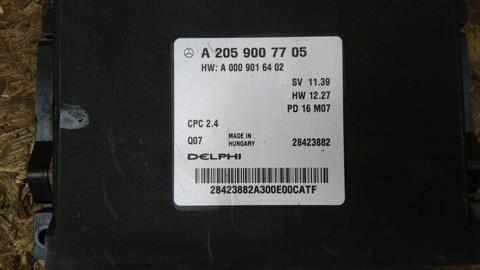 A 205 900 77 05
HW: A 000 901 64 02
SV 11.39
HW 12.27
PD 16 M07
CPC 2.4
Q07 MADE IN HUNGARY 28423882
DELPHI
28423882A300E00CATF